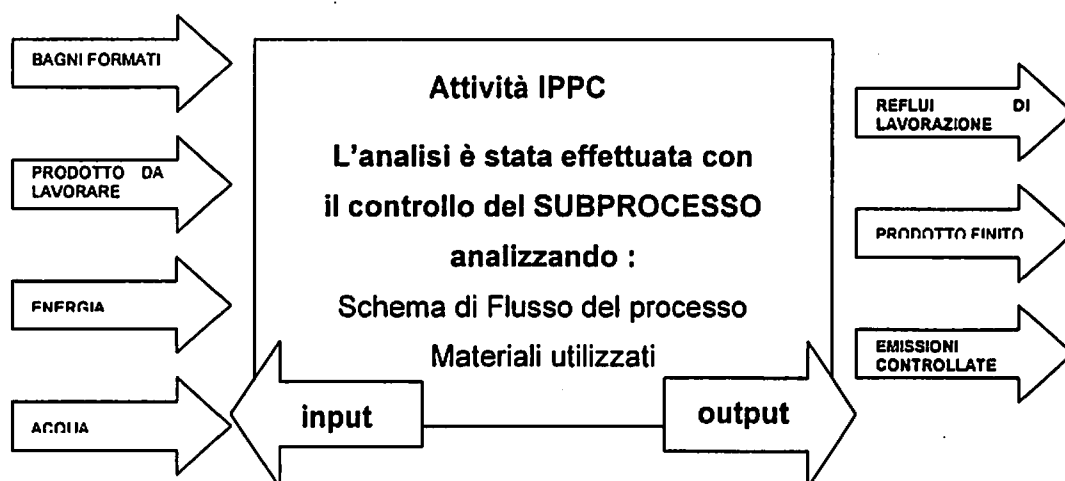 BAGNI FORMATI
PRODOTTO DA
LAVORARE
ENERGIA
ACQUA
Attività IPPC
L'analisi è stata effettuata con
il controllo del SUBPROCESSO
analizzando :
Schema di Flusso del processo
Materiali utilizzati
input
output
REFLUI DI
LAVORAZIONE
PRODOTTO FINITO
EMISSIONI
CONTROLLATE